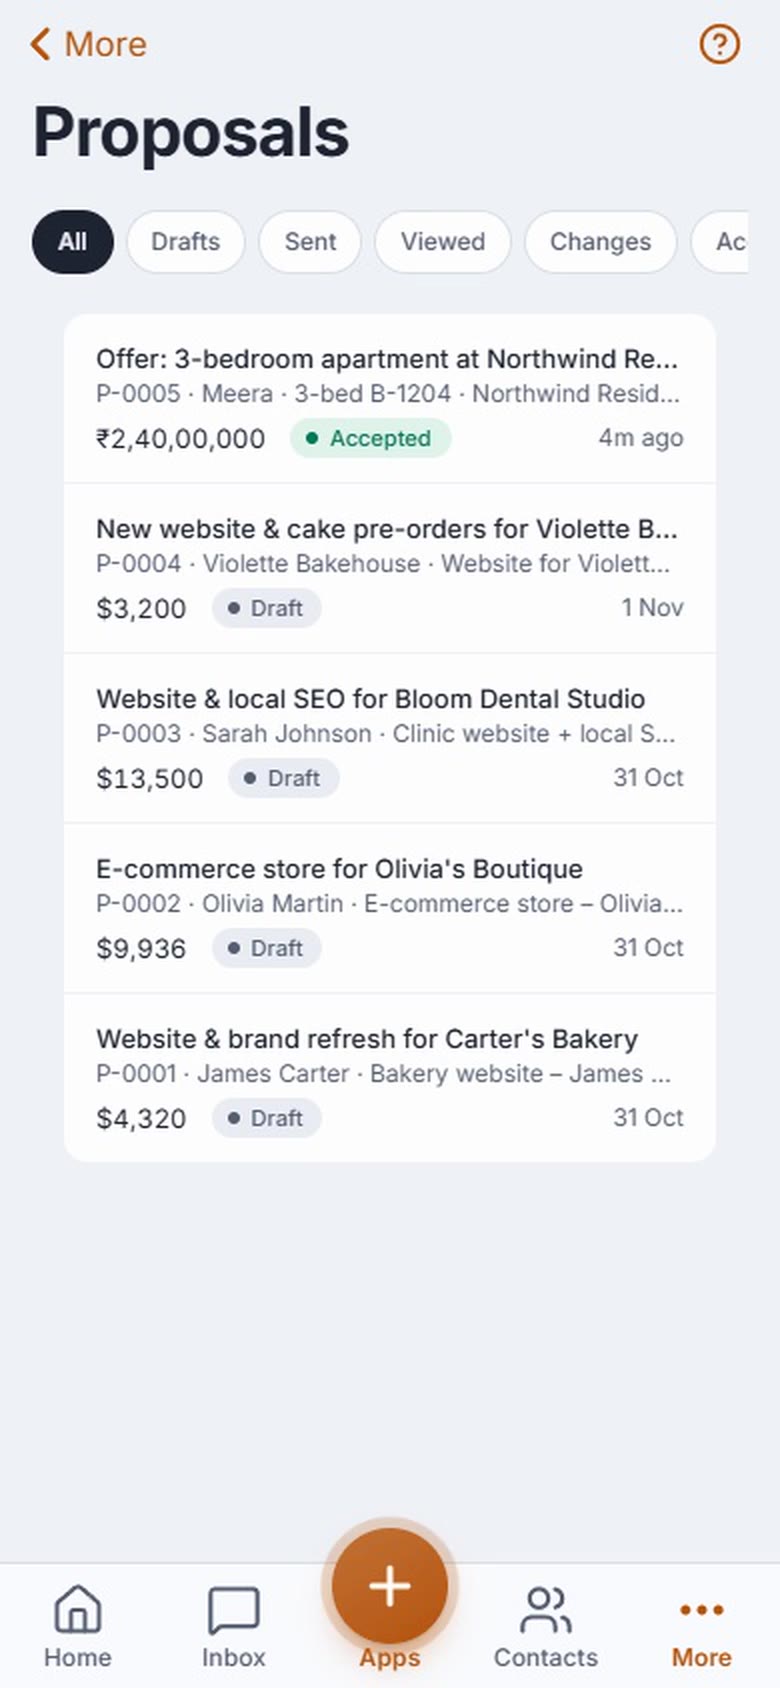 More
Proposals
All Drafts Sent Viewed Changes Ac
Offer: 3-bedroom apartment at Northwind Re...
P-0005 · Meera · 3-bed B-1204 · Northwind Resid...
₹2,40,00,000 Accepted 4m ago
New website & cake pre-orders for Violette B...
P-0004 · Violette Bakehouse · Website for Violett...
$3,200 Draft 1 Nov
Website & local SEO for Bloom Dental Studio
P-0003 · Sarah Johnson · Clinic website + local S...
$13,500 Draft 31 Oct
E-commerce store for Olivia's Boutique
P-0002 · Olivia Martin · E-commerce store – Olivia...
$9,936 Draft 31 Oct
Website & brand refresh for Carter's Bakery
P-0001 · James Carter · Bakery website – James ...
$4,320 Draft 31 Oct
Home Inbox Apps Contacts More